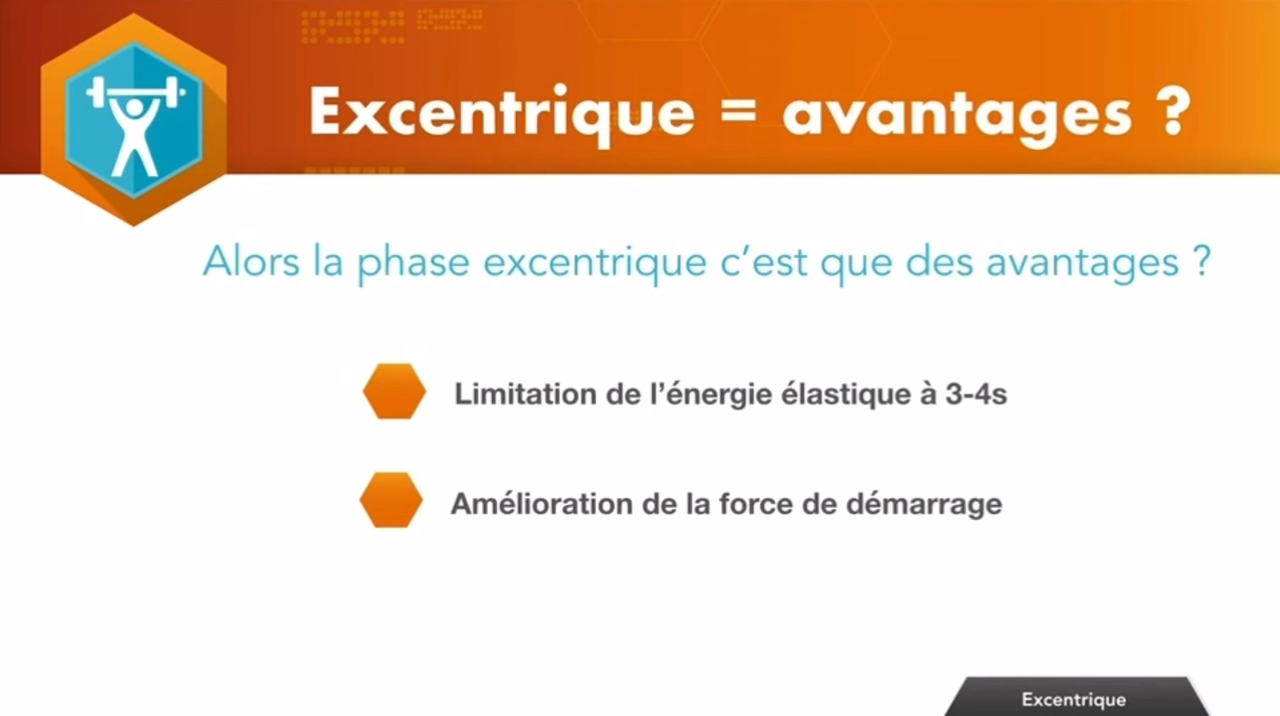 Excentrique = avantages ?
Alors la phase excentrique c’est que des avantages ?
Limitation de l’énergie élastique à 3-4s
Amélioration de la force de démarrage
Excentrique